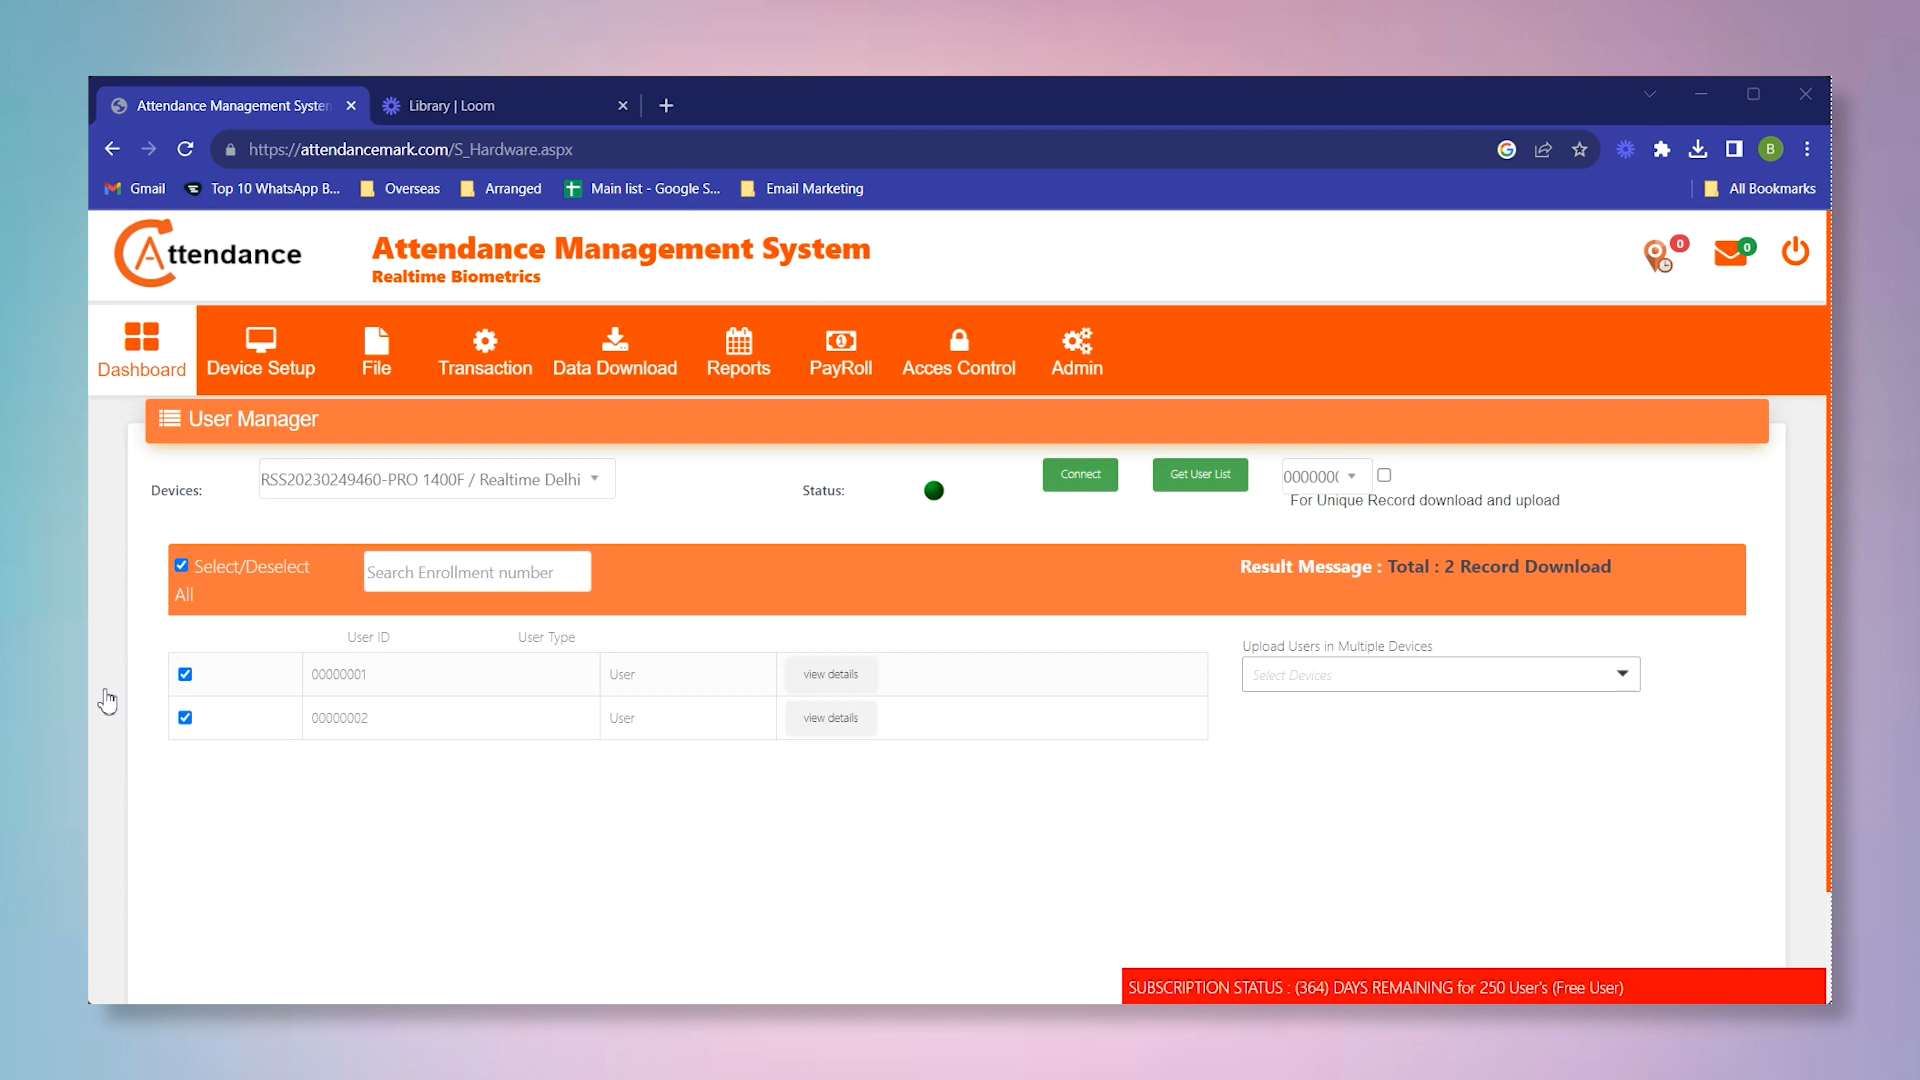 Attendance Management System
Library | Loom
https://attendancemark.com/S_Hardware.aspx
B
Gmail
Top 10 WhatsApp B...
Overseas
Arranged
Main list - Google S...
Email Marketing
All Bookmarks
Attendance
Attendance Management System
Realtime Biometrics
0
0
Dashboard
Device Setup
File
Transaction
Data Download
Reports
PayRoll
Acces Control
Admin
User Manager
Devices:
RSS20230249460-PRO 1400F / Realtime Delhi
Status:
Connect
Get User List
000000(
For Unique Record download and upload
Select/Deselect
All
Search Enrollment number
Result Message : Total : 2 Record Download
User ID
User Type
Upload Users in Multiple Devices
00000001
User
view details
Select Devices
00000002
User
view details
SUBSCRIPTION STATUS : (364) DAYS REMAINING for 250 User's (Free User)